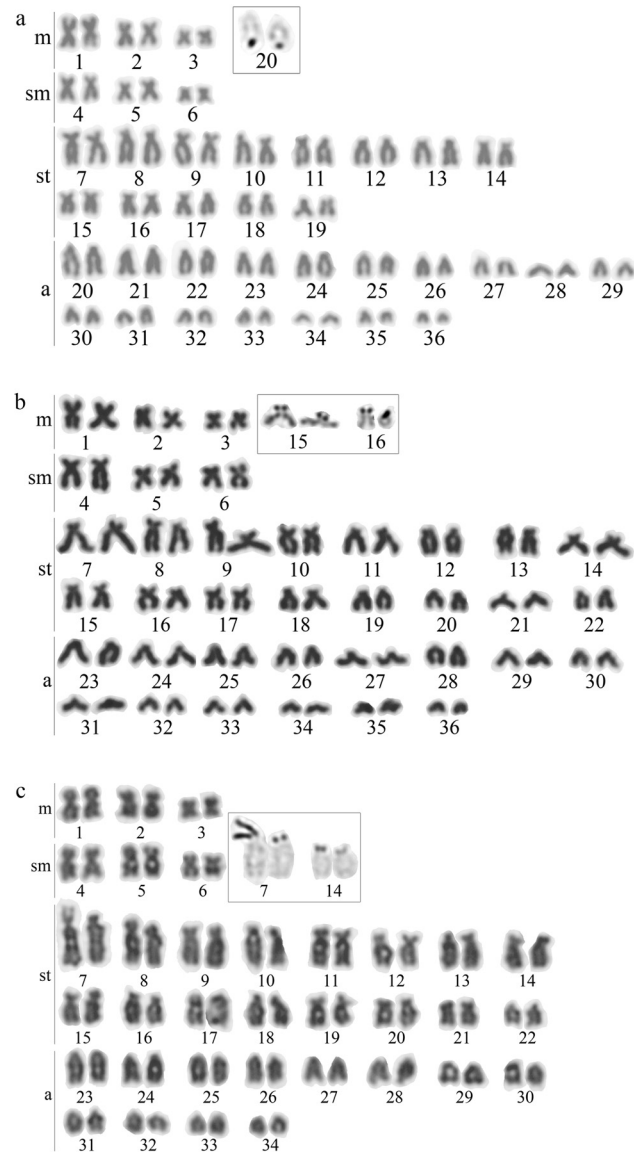 a
m 1 2 3 20
sm 4 5 6
st 7 8 9 10 11 12 13 14
15 16 17 18 19
a 20 21 22 23 24 25 26 27 28 29
30 31 32 33 34 35 36
b
m 1 2 3 15 16
sm 4 5 6
st 7 8 9 10 11 12 13 14
15 16 17 18 19 20 21 22
a 23 24 25 26 27 28 29 30
31 32 33 34 35 36
c
m 1 2 3
sm 4 5 6 7 14
st 7 8 9 10 11 12 13 14
15 16 17 18 19 20 21 22
a 23 24 25 26 27 28 29 30
31 32 33 34